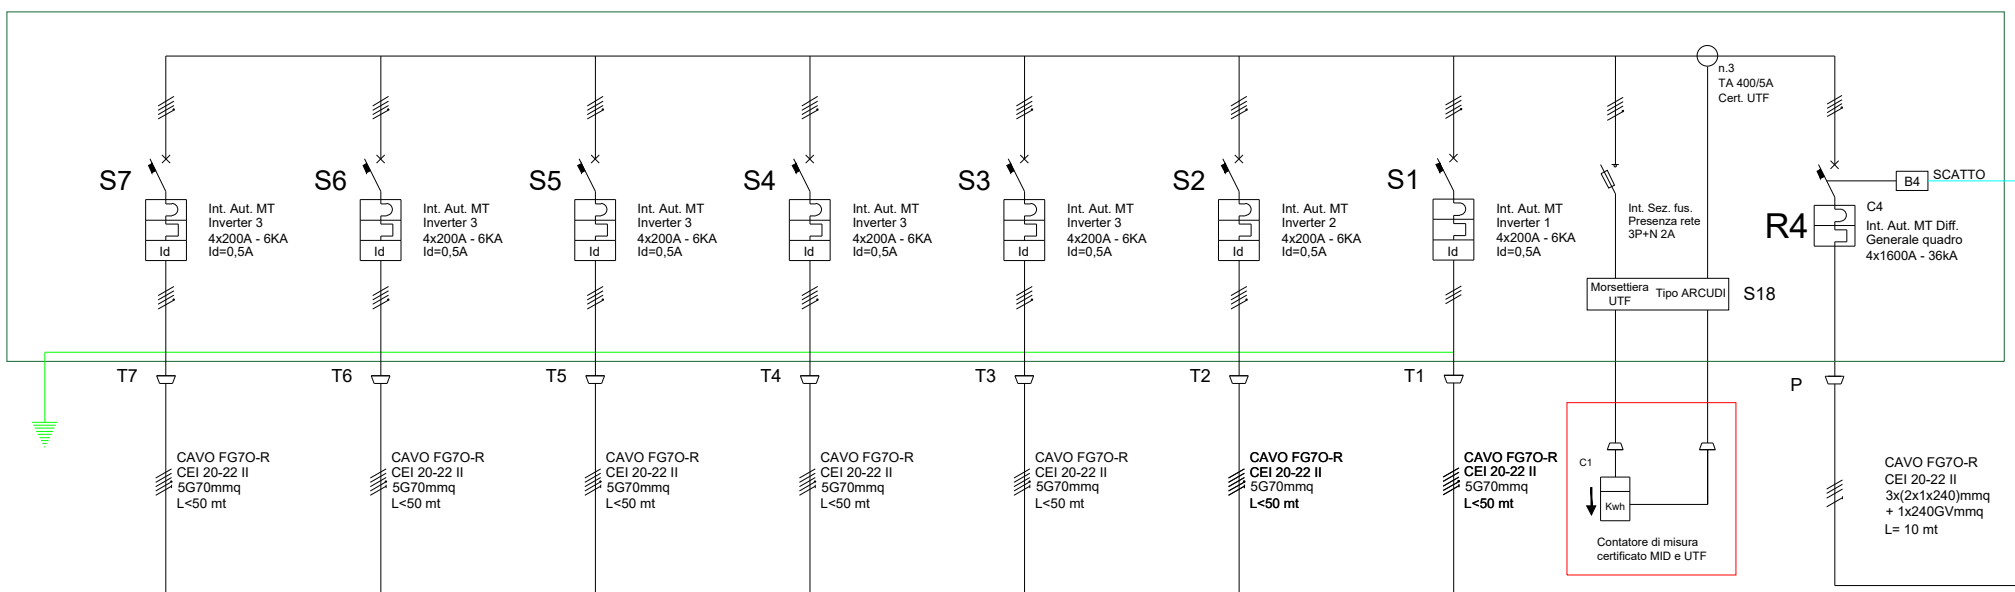 n.3
TA 400/5A
Cert. UTF
S7
Int. Aut. MT
Inverter 3
4x200A - 6KA
Id=0,5A
Id
S6
Int. Aut. MT
Inverter 3
4x200A - 6KA
Id=0,5A
Id
S5
Int. Aut. MT
Inverter 3
4x200A - 6KA
Id=0,5A
Id
S4
Int. Aut. MT
Inverter 3
4x200A - 6KA
Id=0,5A
Id
S3
Int. Aut. MT
Inverter 3
4x200A - 6KA
Id=0,5A
Id
S2
Int. Aut. MT
Inverter 2
4x200A - 6KA
Id=0,5A
Id
S1
Int. Aut. MT
Inverter 1
4x200A - 6KA
Id=0,5A
Id
Int. Sez. fus.
Presenza rete
3P+N 2A
B4
SCATTO
R4
C4
Int. Aut. MT Diff.
Generale quadro
4x1600A - 36kA
Morsettiera
UTF
Tipo ARCUDI
S18
T7
T6
T5
T4
T3
T2
T1
P
CAVO FG7O-R
CEI 20-22 II
5G70mmq
L<50 mt
CAVO FG7O-R
CEI 20-22 II
5G70mmq
L<50 mt
CAVO FG7O-R
CEI 20-22 II
5G70mmq
L<50 mt
CAVO FG7O-R
CEI 20-22 II
5G70mmq
L<50 mt
CAVO FG7O-R
CEI 20-22 II
5G70mmq
L<50 mt
CAVO FG7O-R
CEI 20-22 II
5G70mmq
L<50 mt
CAVO FG7O-R
CEI 20-22 II
5G70mmq
L<50 mt
C1
Kwh
Contatore di misura
certificato MID e UTF
CAVO FG7O-R
CEI 20-22 II
3x(2x1x240)mmq
+ 1x240GVmmq
L= 10 mt